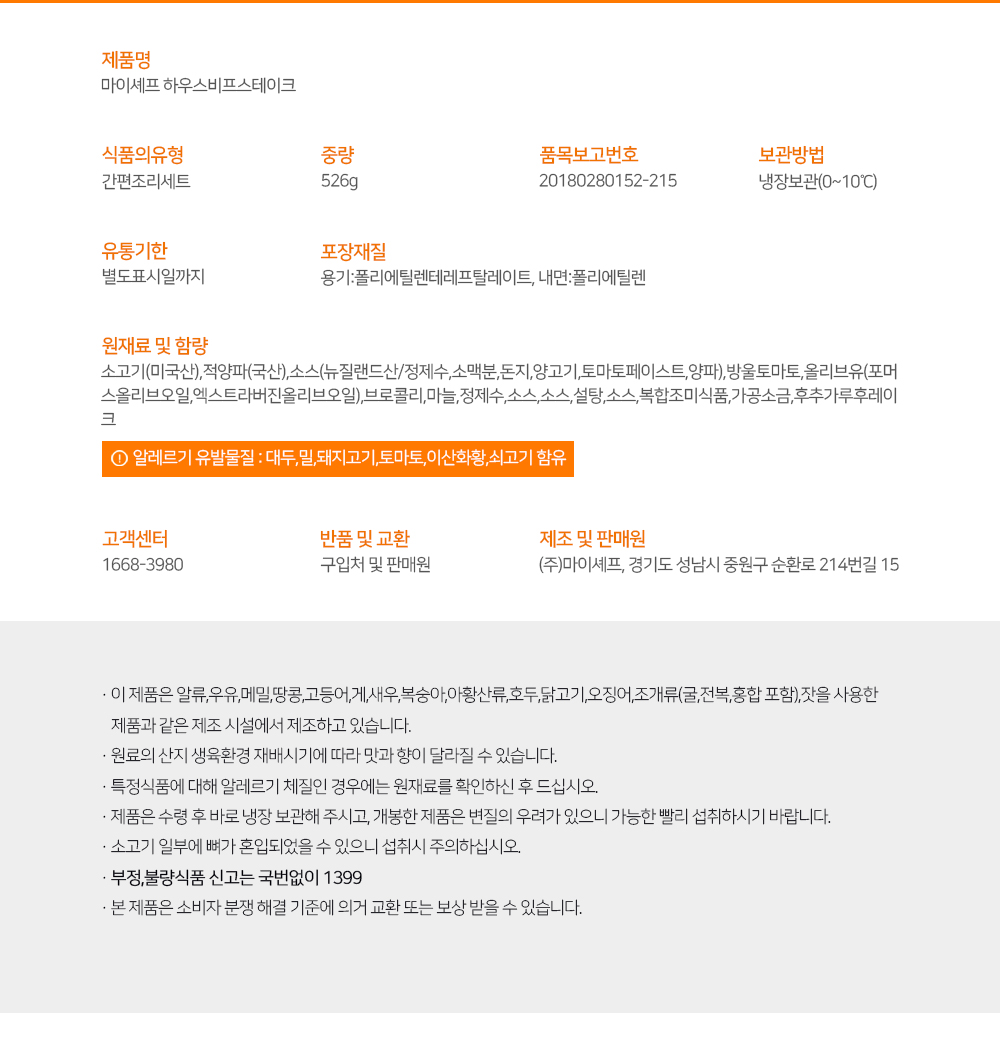 제품명
마이셰프 하우스비프스테이크
식품의유형
간편조리세트
중량
526g
품목보고번호
20180280152-215
보관방법
냉장보관(0~10℃)
유통기한
별도표시일까지
포장재질
용기:폴리에틸렌테레프탈레이트, 내면:폴리에틸렌
원재료 및 함량
소고기(미국산),적양파(국산),소스(뉴질랜드산/정제수,소맥분,돈지,양고기,토마토페이스트,양파),방울토마토,올리브유(포머
스올리브오일,엑스트라버진올리브오일),브로콜리,마늘,정제수,소스,소스,설탕,소스,복합조미식품,가공소금,후추가루후레이
크
알레르기 유발물질 : 대두,밀,돼지고기,토마토,이산화황,쇠고기 함유
고객센터
1668-3980
반품 및 교환
구입처 및 판매원
제조 및 판매원
(주)마이셰프, 경기도 성남시 중원구 순환로 214번길 15
· 이 제품은 알류,우유,메밀,땅콩,고등어,게,새우,복숭아,아황산류,호두,닭고기,오징어,조개류(굴,전복,홍합 포함),잣을 사용한
제품과 같은 제조 시설에서 제조하고 있습니다.
· 원료의 산지 생육환경 재배시기에 따라 맛과 향이 달라질 수 있습니다.
· 특정식품에 대해 알레르기 체질인 경우에는 원재료를 확인하신 후 드십시오.
· 제품은 수령 후 바로 냉장 보관해 주시고, 개봉한 제품은 변질의 우려가 있으니 가능한 빨리 섭취하시기 바랍니다.
· 소고기 일부에 뼈가 혼입되었을 수 있으니 섭취시 주의하십시오.
· 부정,불량식품 신고는 국번없이 1399
· 본 제품은 소비자 분쟁 해결 기준에 의거 교환 또는 보상 받을 수 있습니다.